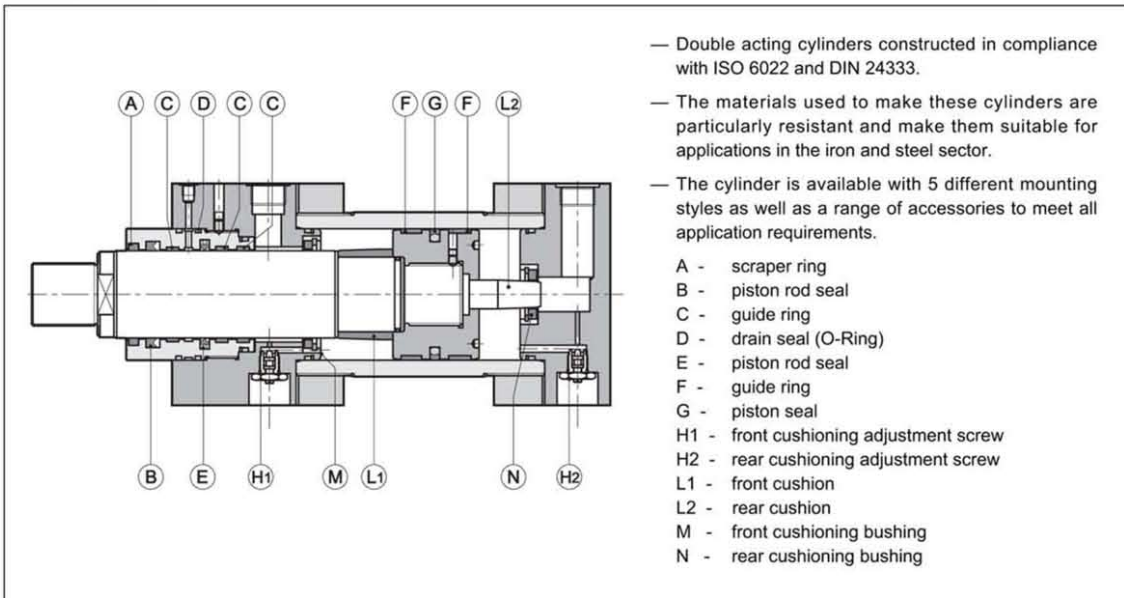 — Double acting cylinders constructed in compliance
with ISO 6022 and DIN 24333.
— The materials used to make these cylinders are
particularly resistant and make them suitable for
applications in the iron and steel sector.
— The cylinder is available with 5 different mounting
styles as well as a range of accessories to meet all
application requirements.
A - scraper ring
B - piston rod seal
C - guide ring
D - drain seal (O-Ring)
E - piston rod seal
F - guide ring
G - piston seal
H1 - front cushioning adjustment screw
H2 - rear cushioning adjustment screw
L1 - front cushion
L2 - rear cushion
M - front cushioning bushing
N - rear cushioning bushing
A C D C C F G F L2
B E H1 M L1 N H2